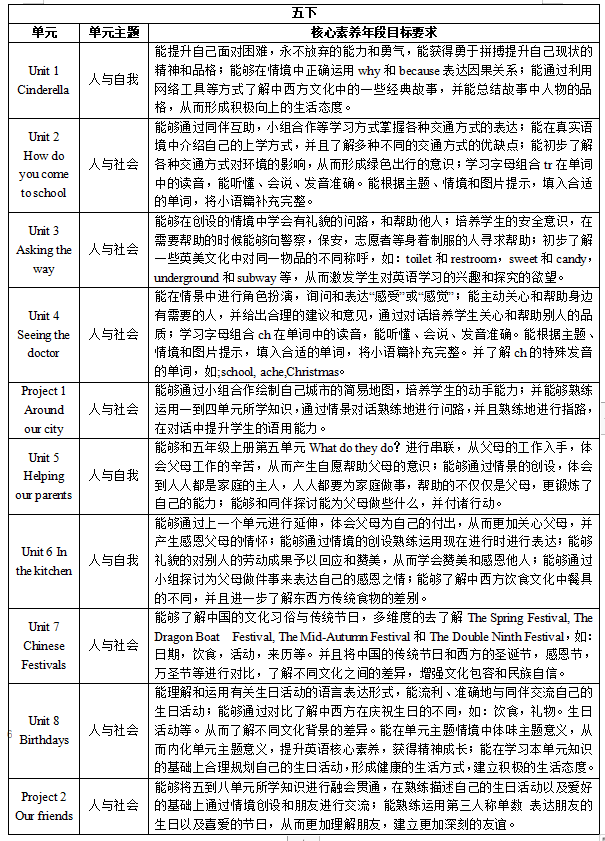 五下
单元 单元主题 核心素养年段目标要求
Unit 1
Cinderella
人与自我
能提升自己面对困难，永不放弃的能力和勇气，能获得勇于拼搏提升自己现状的
精神和品格；能够在情境中正确运用 why 和 because 表达因果关系；能通过利用
网络工具等方式了解中西方文化中的一些经典故事，并能总结故事中人物的品
格，从而形成积极向上的生活态度。
Unit 2
How do
you come
to school
人与社会
能够通过同伴互助，小组合作等学习方式掌握各种交通方式的表达；能在真实语
境中介绍自己的上学方式，并且了解多种不同的交通方式的优缺点；能初步了解
各种交通方式对环境的影响，从而形成绿色出行的意识；学习字母组合 tr 在单词
中的读音，能听懂、会说、发音准确。能根据主题、情境和图片提示，填入合适
的单词，将小语篇补充完整。
Unit 3
Asking the
way
人与社会
能够在创设的情境中学会有礼貌的问路，和帮助他人；培养学生的安全意识，在
需要帮助的时候能够向警察，保安，志愿者等身着制服的人寻求帮助；初步了解
一些英美文化中对同一物品的不同称呼，如：toilet 和 restroom，sweet 和 candy，
underground 和 subway 等，从而激发学生对英语学习的兴趣和探究的欲望。
Unit 4
Seeing the
doctor
人与社会
能在情景中进行角色扮演，询问和表达“感受”或“感觉”；能主动关心和帮助身边
有需要的人，并给出合理的建议和意见，通过对话培养学生关心和帮助别人的品
质；学习字母组合 ch 在单词中的读音，能听懂、会说、发音准确。能根据主题、
情境和图片提示，填入合适的单词，将小语篇补充完整。并了解 ch 的特殊发音
的单词，如;school, ache,Christmas。
Project 1
Around
our city
人与社会
能够通过小组合作绘制自己城市的简易地图，培养学生的动手能力；并能够熟练
运用一到四单元所学知识，通过情景对话熟练地进行问路，并且熟练地进行指路，
在对话中提升学生的语用能力。
Unit 5
Helping
our parents
人与自我
能够和五年级上册第五单元 What do they do？进行串联，从父母的工作入手，体
会父母工作的辛苦，从而产生自愿帮助父母的意识；能够通过情景的创设，体会
到人人都是家庭的主人，人人都要为家庭做事，帮助的不仅仅是父母，更锻炼了
自己的能力；能够和同伴探讨能为父母做些什么，并付诸行动。
Unit 6 In
the kitchen
人与自我
能够通过上一个单元进行延伸，体会父母为自己的付出，从而更加关心父母，并
产生感恩父母的情怀；能够通过情境的创设熟练运用现在进行时进行表达；能够
礼貌的对别人的劳动成果予以回应和赞美，从而学会赞美和感恩他人；能够通过
小组探讨为父母做件事来表达自己的感恩之情；能够了解中西方饮食文化中餐具
的不同，并且进一步了解东西方传统食物的差别。
Unit 7
Chinese
Festivals
人与社会
能够了解中国的文化习俗与传统节日，多维度的去了解 The Spring Festival, The
Dragon Boat Festival, The Mid-Autumn Festival 和 The Double Ninth Festival，如：
日期，饮食，活动，来历等。并且将中国的传统节日和西方的圣诞节，感恩节，
万圣节等进行对比，了解不同文化之间的差异，增强文化包容和民族自信。
Unit 8
Birthdays
人与社会
能理解和运用有关生日活动的语言表达形式，能流利、准确地与同伴交流自己的
生日活动；能够通过对比了解中西方在庆祝生日的不同，如：饮食，礼物。生日
活动等。从而了解不同文化背景的差异。能在单元主题情境中体味主题意义，从
而内化单元主题意义，提升英语核心素养，获得精神成长；能在学习本单元知识
的基础上合理规划自己的生日活动，形成健康的生活方式，建立积极的生活态度。
Project 2
Our friends
人与社会
能够将五到八单元所学知识进行融会贯通，在熟练描述自己的生日活动以及爱好
的基础上通过情境创设和朋友进行交流；能熟练运用第三人称单数 表达朋友的
生日以及喜爱的节日，从而更加理解朋友，建立更加深刻的友谊。